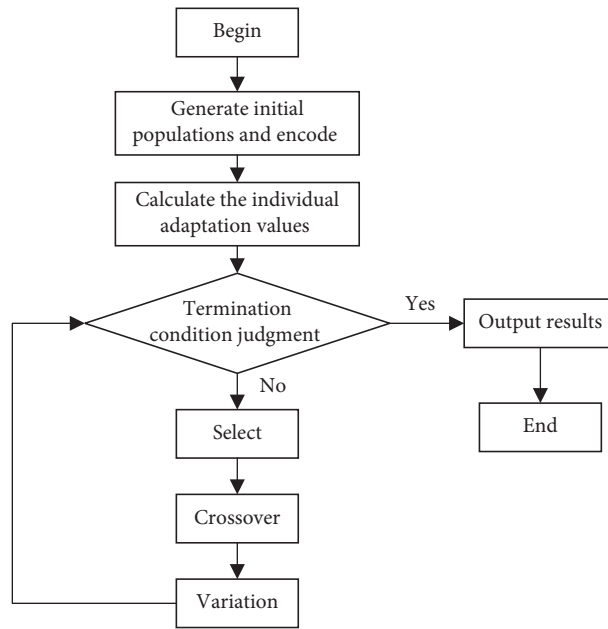 Begin
Generate initial
populations and encode
Calculate the individual
adaptation values
Termination
condition judgment
Yes
Output results
No
End
Select
Crossover
Variation